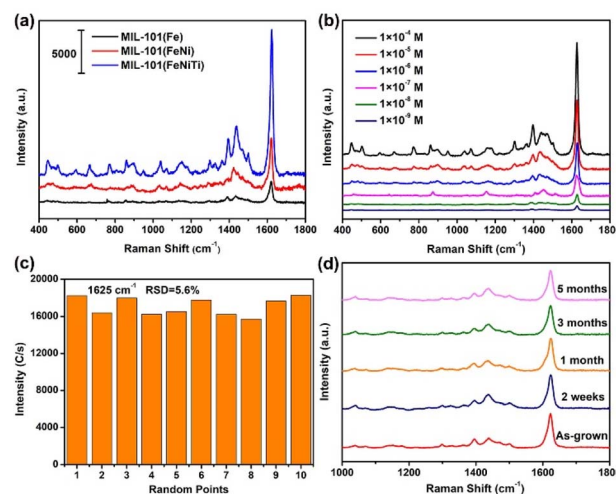 (a)
5000
MIL-101(Fe)
MIL-101(FeNi)
MIL-101(FeNiTi)
Intensity (a.u.)
400 600 800 1000 1200 1400 1600 1800
Raman Shift (cm⁻¹)
(b)
1×10⁻⁴ M
1×10⁻⁵ M
1×10⁻⁶ M
1×10⁻⁷ M
1×10⁻⁸ M
1×10⁻⁹ M
Intensity (a.u.)
400 600 800 1000 1200 1400 1600 1800
Raman Shift (cm⁻¹)
(c)
1625 cm⁻¹ RSD=5.6%
20000
16000
12000
8000
4000
0
Intensity (C/s)
1 2 3 4 5 6 7 8 9 10
Random Points
(d)
5 months
3 months
1 month
2 weeks
As-grown
Intensity (a.u.)
1000 1200 1400 1600 1800
Raman Shift (cm⁻¹)